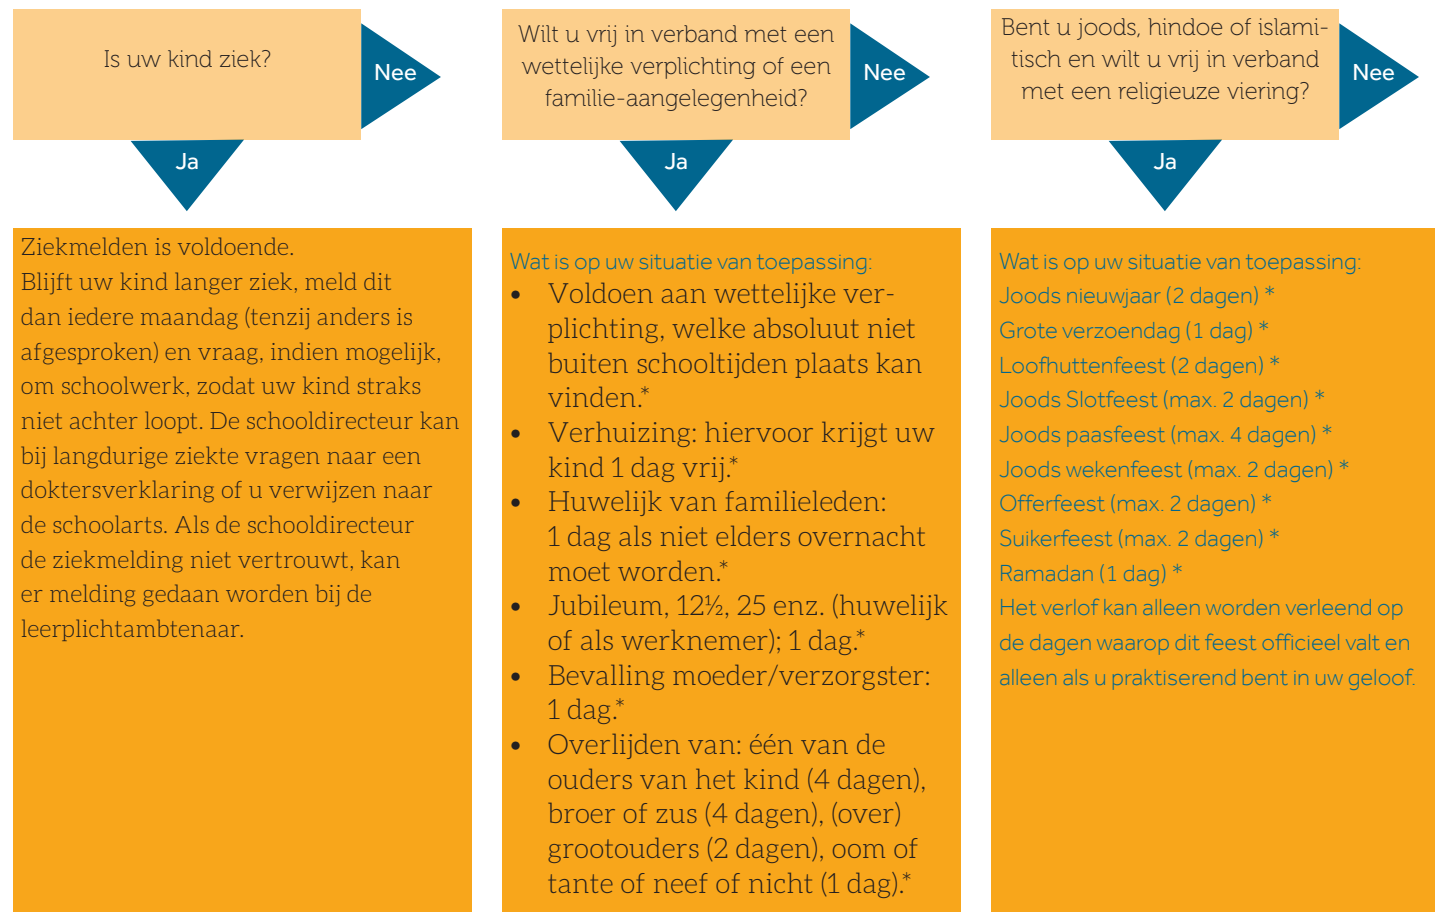 Is uw kind ziek?
Nee
Ja
Ziekmelden is voldoende.
Blijft uw kind langer ziek, meld dit
dan iedere maandag (tenzij anders is
afgesproken) en vraag, indien mogelijk,
om schoolwerk, zodat uw kind straks
niet achter loopt. De schooldirecteur kan
bij langdurige ziekte vragen naar een
doktersverklaring of u verwijzen naar
de schoolarts. Als de schooldirecteur
de ziekmelding niet vertrouwt, kan
er melding gedaan worden bij de
leerplichtambtenaar.
Wilt u vrij in verband met een
wettelijke verplichting of een
familie-aangelegenheid?
Nee
Ja
Wat is op uw situatie van toepassing:
• Voldoen aan wettelijke ver-
plichting, welke absoluut niet
buiten schooltijden plaats kan
vinden.*
• Verhuizing: hiervoor krijgt uw
kind 1 dag vrij.*
• Huwelijk van familieleden:
1 dag als niet elders overnacht
moet worden.*
• Jubileum, 12½, 25 enz. (huwelijk
of als werknemer); 1 dag.*
• Bevalling moeder/verzorgster:
1 dag.*
• Overlijden van: één van de
ouders van het kind (4 dagen),
broer of zus (4 dagen), (over)
grootouders (2 dagen), oom of
tante of neef of nicht (1 dag).*
Bent u joods, hindoe of islami-
tisch en wilt u vrij in verband
met een religieuze viering?
Nee
Ja
Wat is op uw situatie van toepassing:
Joods nieuwjaar (2 dagen) *
Grote verzoendag (1 dag) *
Loofhuttenfeest (2 dagen) *
Joods Slotfeest (max. 2 dagen) *
Joods paasfeest (max. 4 dagen) *
Joods wekenfeest (max. 2 dagen) *
Offerfeest (max. 2 dagen) *
Suikerfeest (max. 2 dagen) *
Ramadan (1 dag) *
Het verlof kan alleen worden verleend op
de dagen waarop dit feest officieel valt en
alleen als u praktiserend bent in uw geloof.